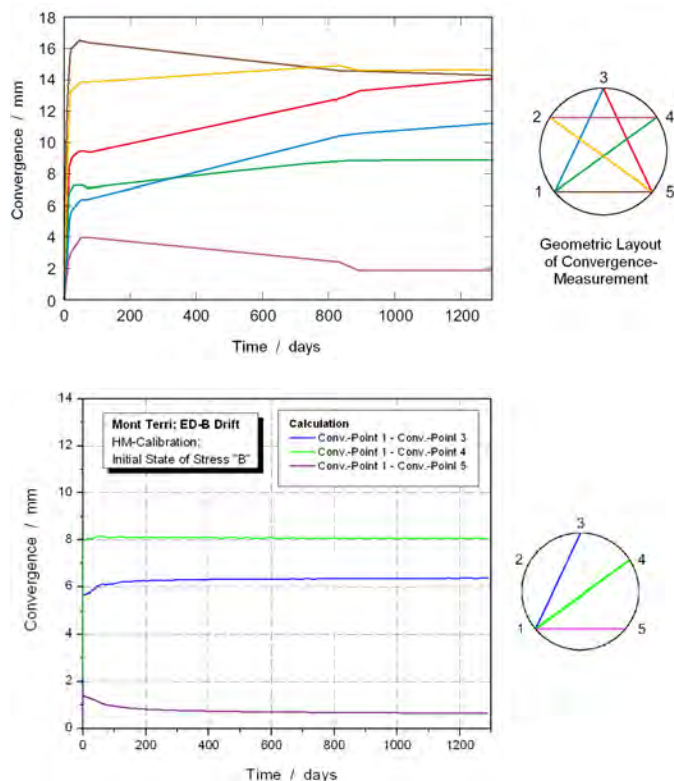 18
16
14
12
10
8
6
4
2
0
Convergence / mm
0 200 400 600 800 1000 1200
Time / days
3
2 4
1 5
Geometric Layout
of Convergence-
Measurement
14
12
10
8
6
4
2
0
Convergence / mm
Mont Terri; ED-B Drift
HM-Calibration:
Initial State of Stress "B"
Calculation
Conv.-Point 1 - Conv.-Point 3
Conv.-Point 1 - Conv.-Point 4
Conv.-Point 1 - Conv.-Point 5
0 200 400 600 800 1000 1200
Time / days
3
2 4
1 5